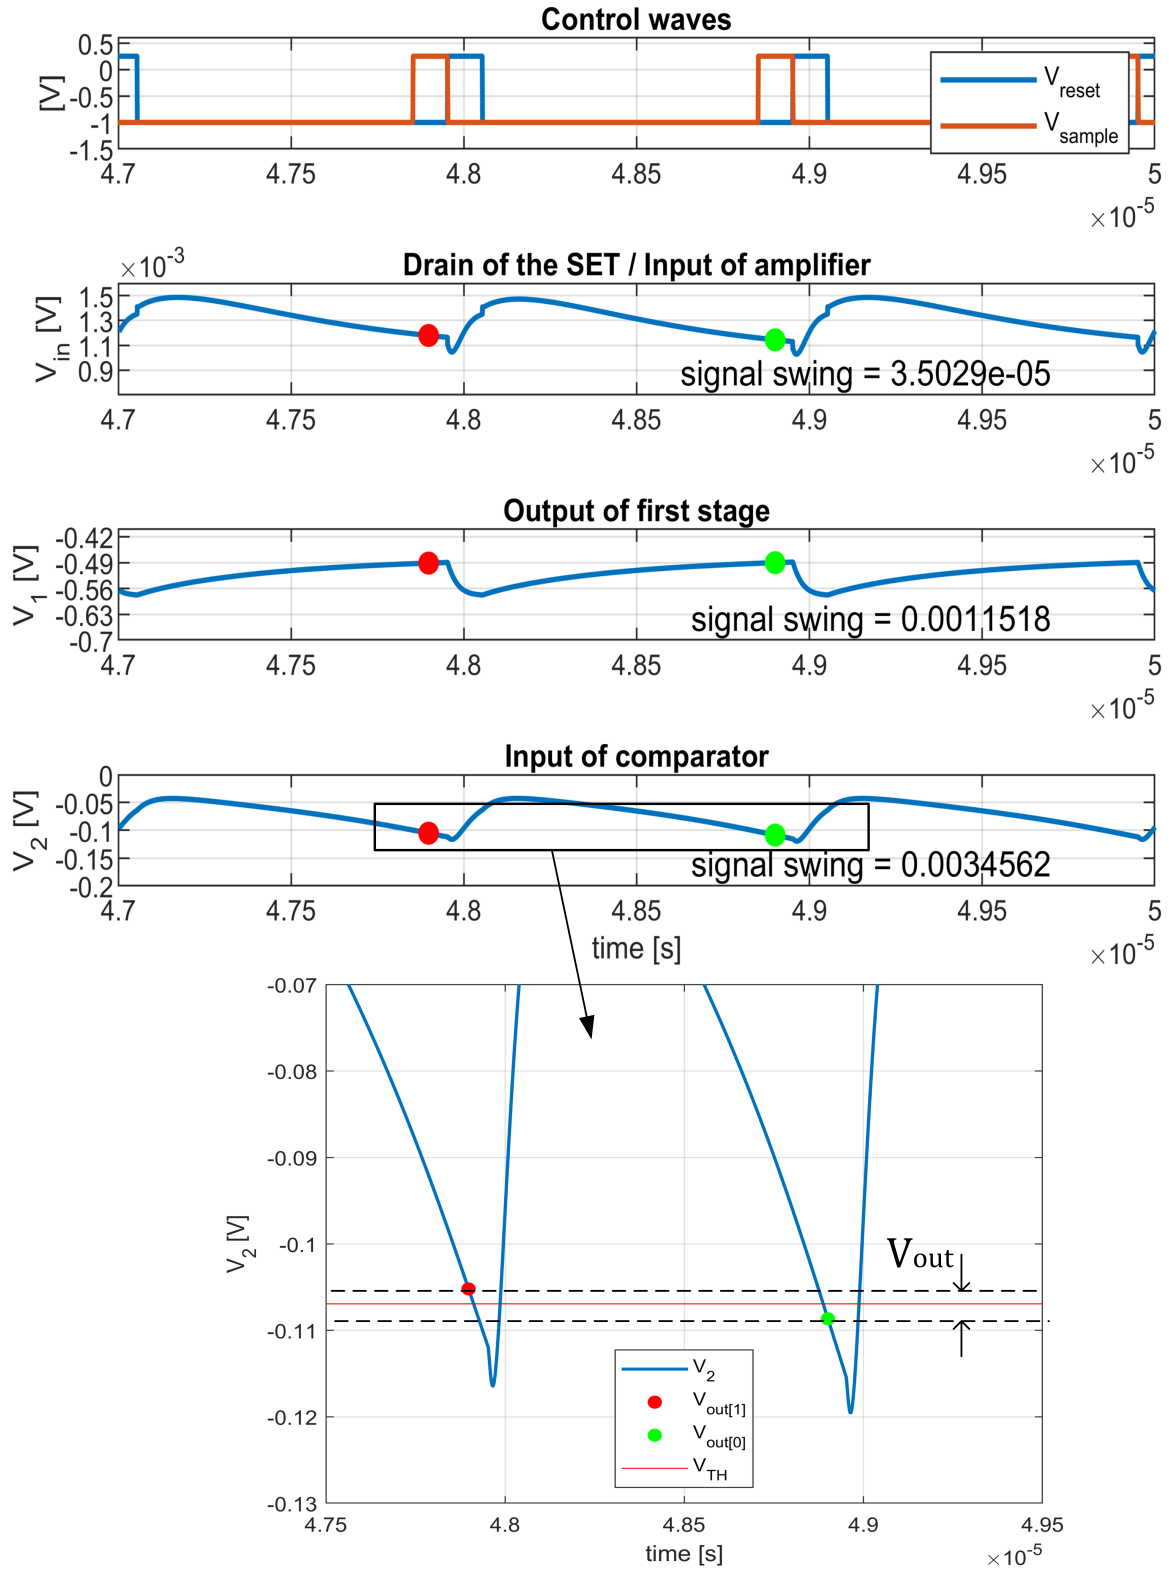 Control waves
0.5
0
-0.5
-1
-1.5
[V]
V_reset
V_sample
4.7 4.75 4.8 4.85 4.9 4.95 5
×10^-5
×10^-3
Drain of the SET / Input of amplifier
1.5
1.3
1.1
0.9
V_in [V]
signal swing = 3.5029e-05
4.7 4.75 4.8 4.85 4.9 4.95 5
×10^-5
Output of first stage
-0.42
-0.49
-0.56
-0.63
-0.7
V_1 [V]
signal swing = 0.0011518
4.7 4.75 4.8 4.85 4.9 4.95 5
×10^-5
Input of comparator
0
-0.05
-0.1
-0.15
-0.2
V_2 [V]
signal swing = 0.0034562
4.7 4.75 4.8 4.85 4.9 4.95 5
time [s]
×10^-5
-0.07
-0.08
-0.09
-0.1
-0.11
-0.12
-0.13
V_2 [V]
Vout
V_2
V_out[1]
V_out[0]
V_TH
4.75 4.8 4.85 4.9 4.95
time [s]
×10^-5